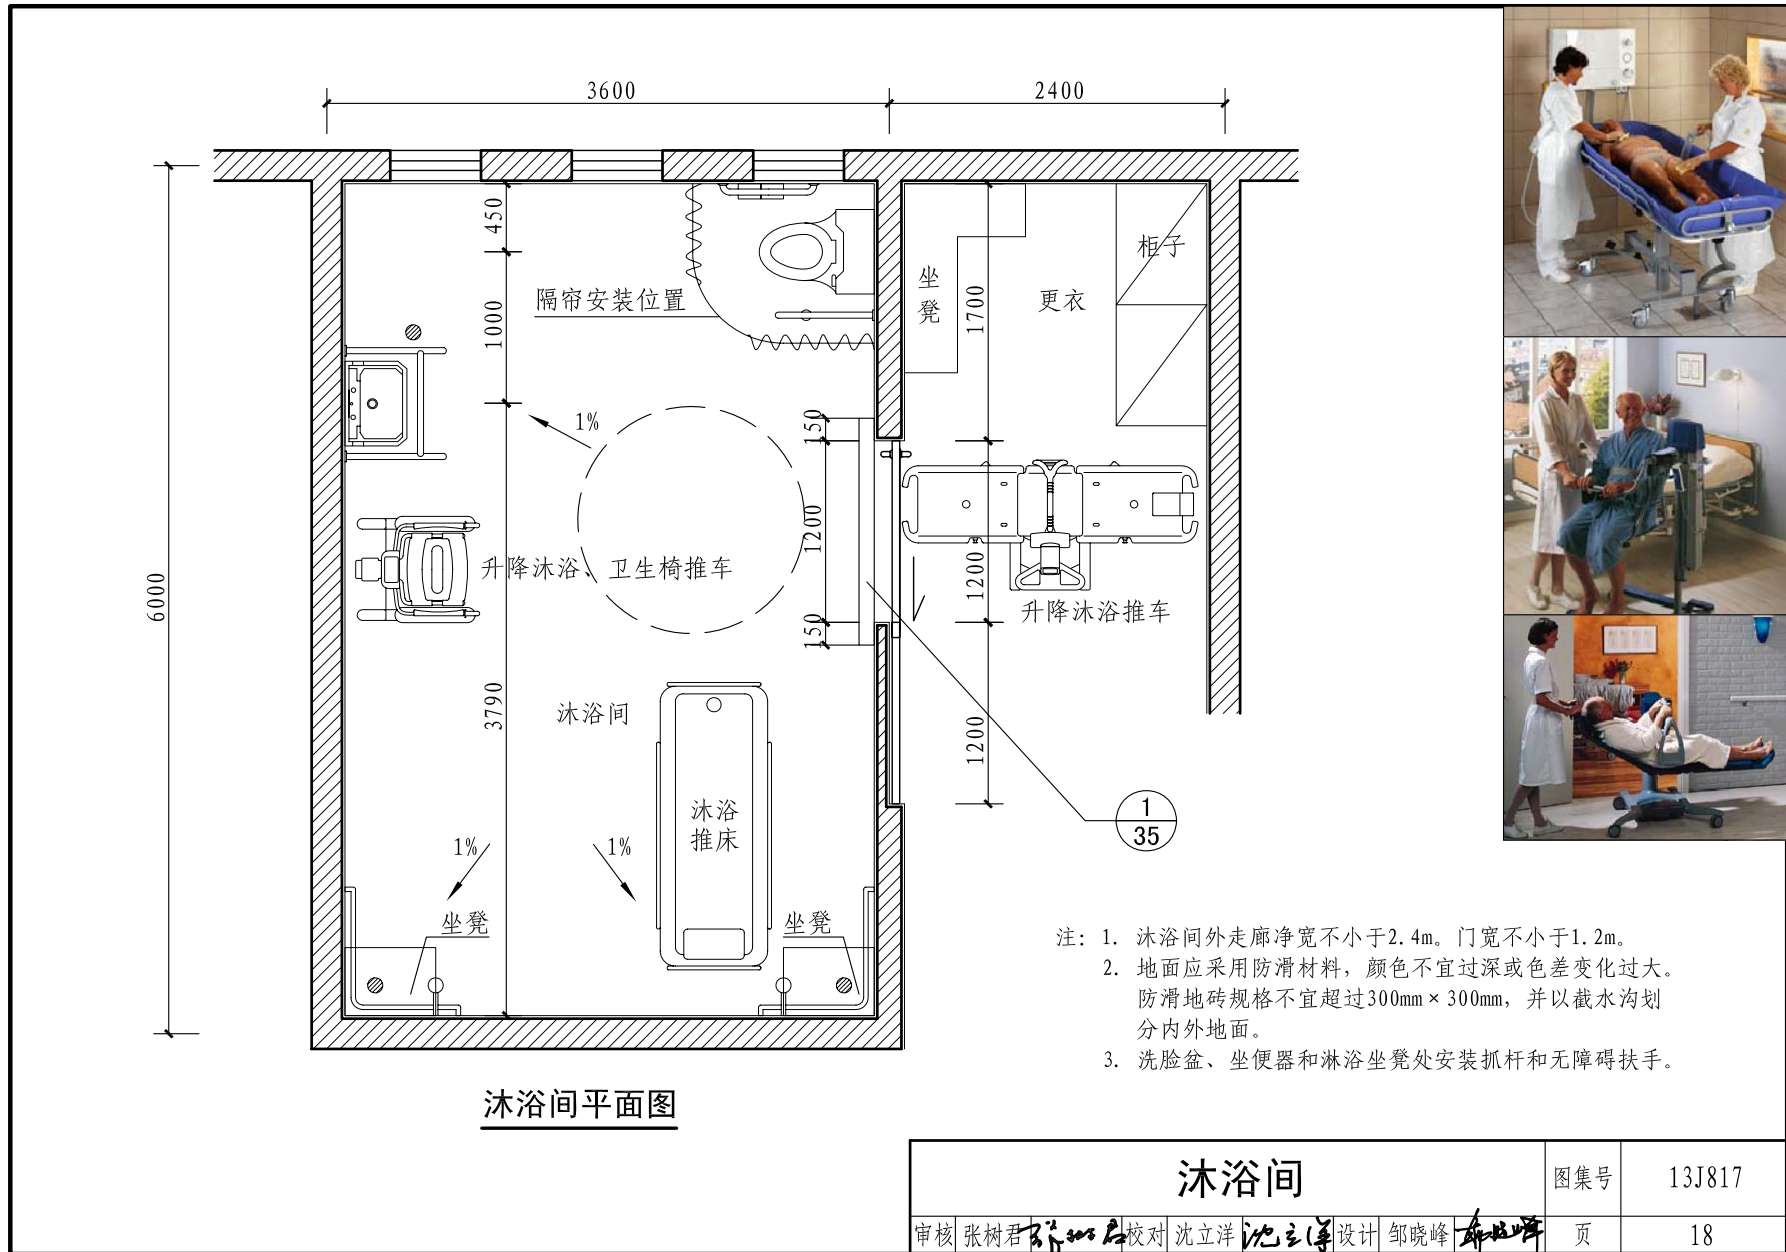 3600
2400
6000
450
1000
3790
隔帘安装位置
坐凳
1700
更衣
柜子
1%
150
1200
150
升降沐浴、卫生椅推车
1200
升降沐浴推车
1200
沐浴间
沐浴
推床
1
35
1%
1%
坐凳
坐凳
注: 1. 沐浴间外走廊净宽不小于2.4m。门宽不小于1.2m。
2. 地面应采用防滑材料，颜色不宜过深或色差变化过大。
防滑地砖规格不宜超过300mm×300mm，并以截水沟划
分内外地面。
3. 洗脸盆、坐便器和淋浴坐凳处安装抓杆和无障碍扶手。
沐浴间平面图
沐浴间
图集号
13J817
审核 张树君 校对 沈立洋 沈立洋 设计 邹晓峰
页
18